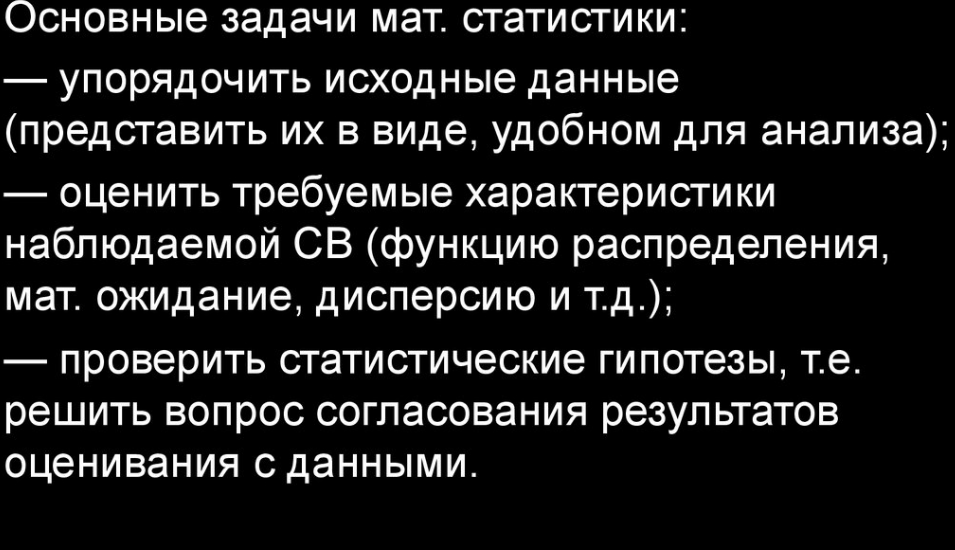 Основные задачи мат. статистики:
— упорядочить исходные данные
(представить их в виде, удобном для анализа);
— оценить требуемые характеристики
наблюдаемой СВ (функцию распределения,
мат. ожидание, дисперсию и т.д.);
— проверить статистические гипотезы, т.е.
решить вопрос согласования результатов
оценивания с данными.